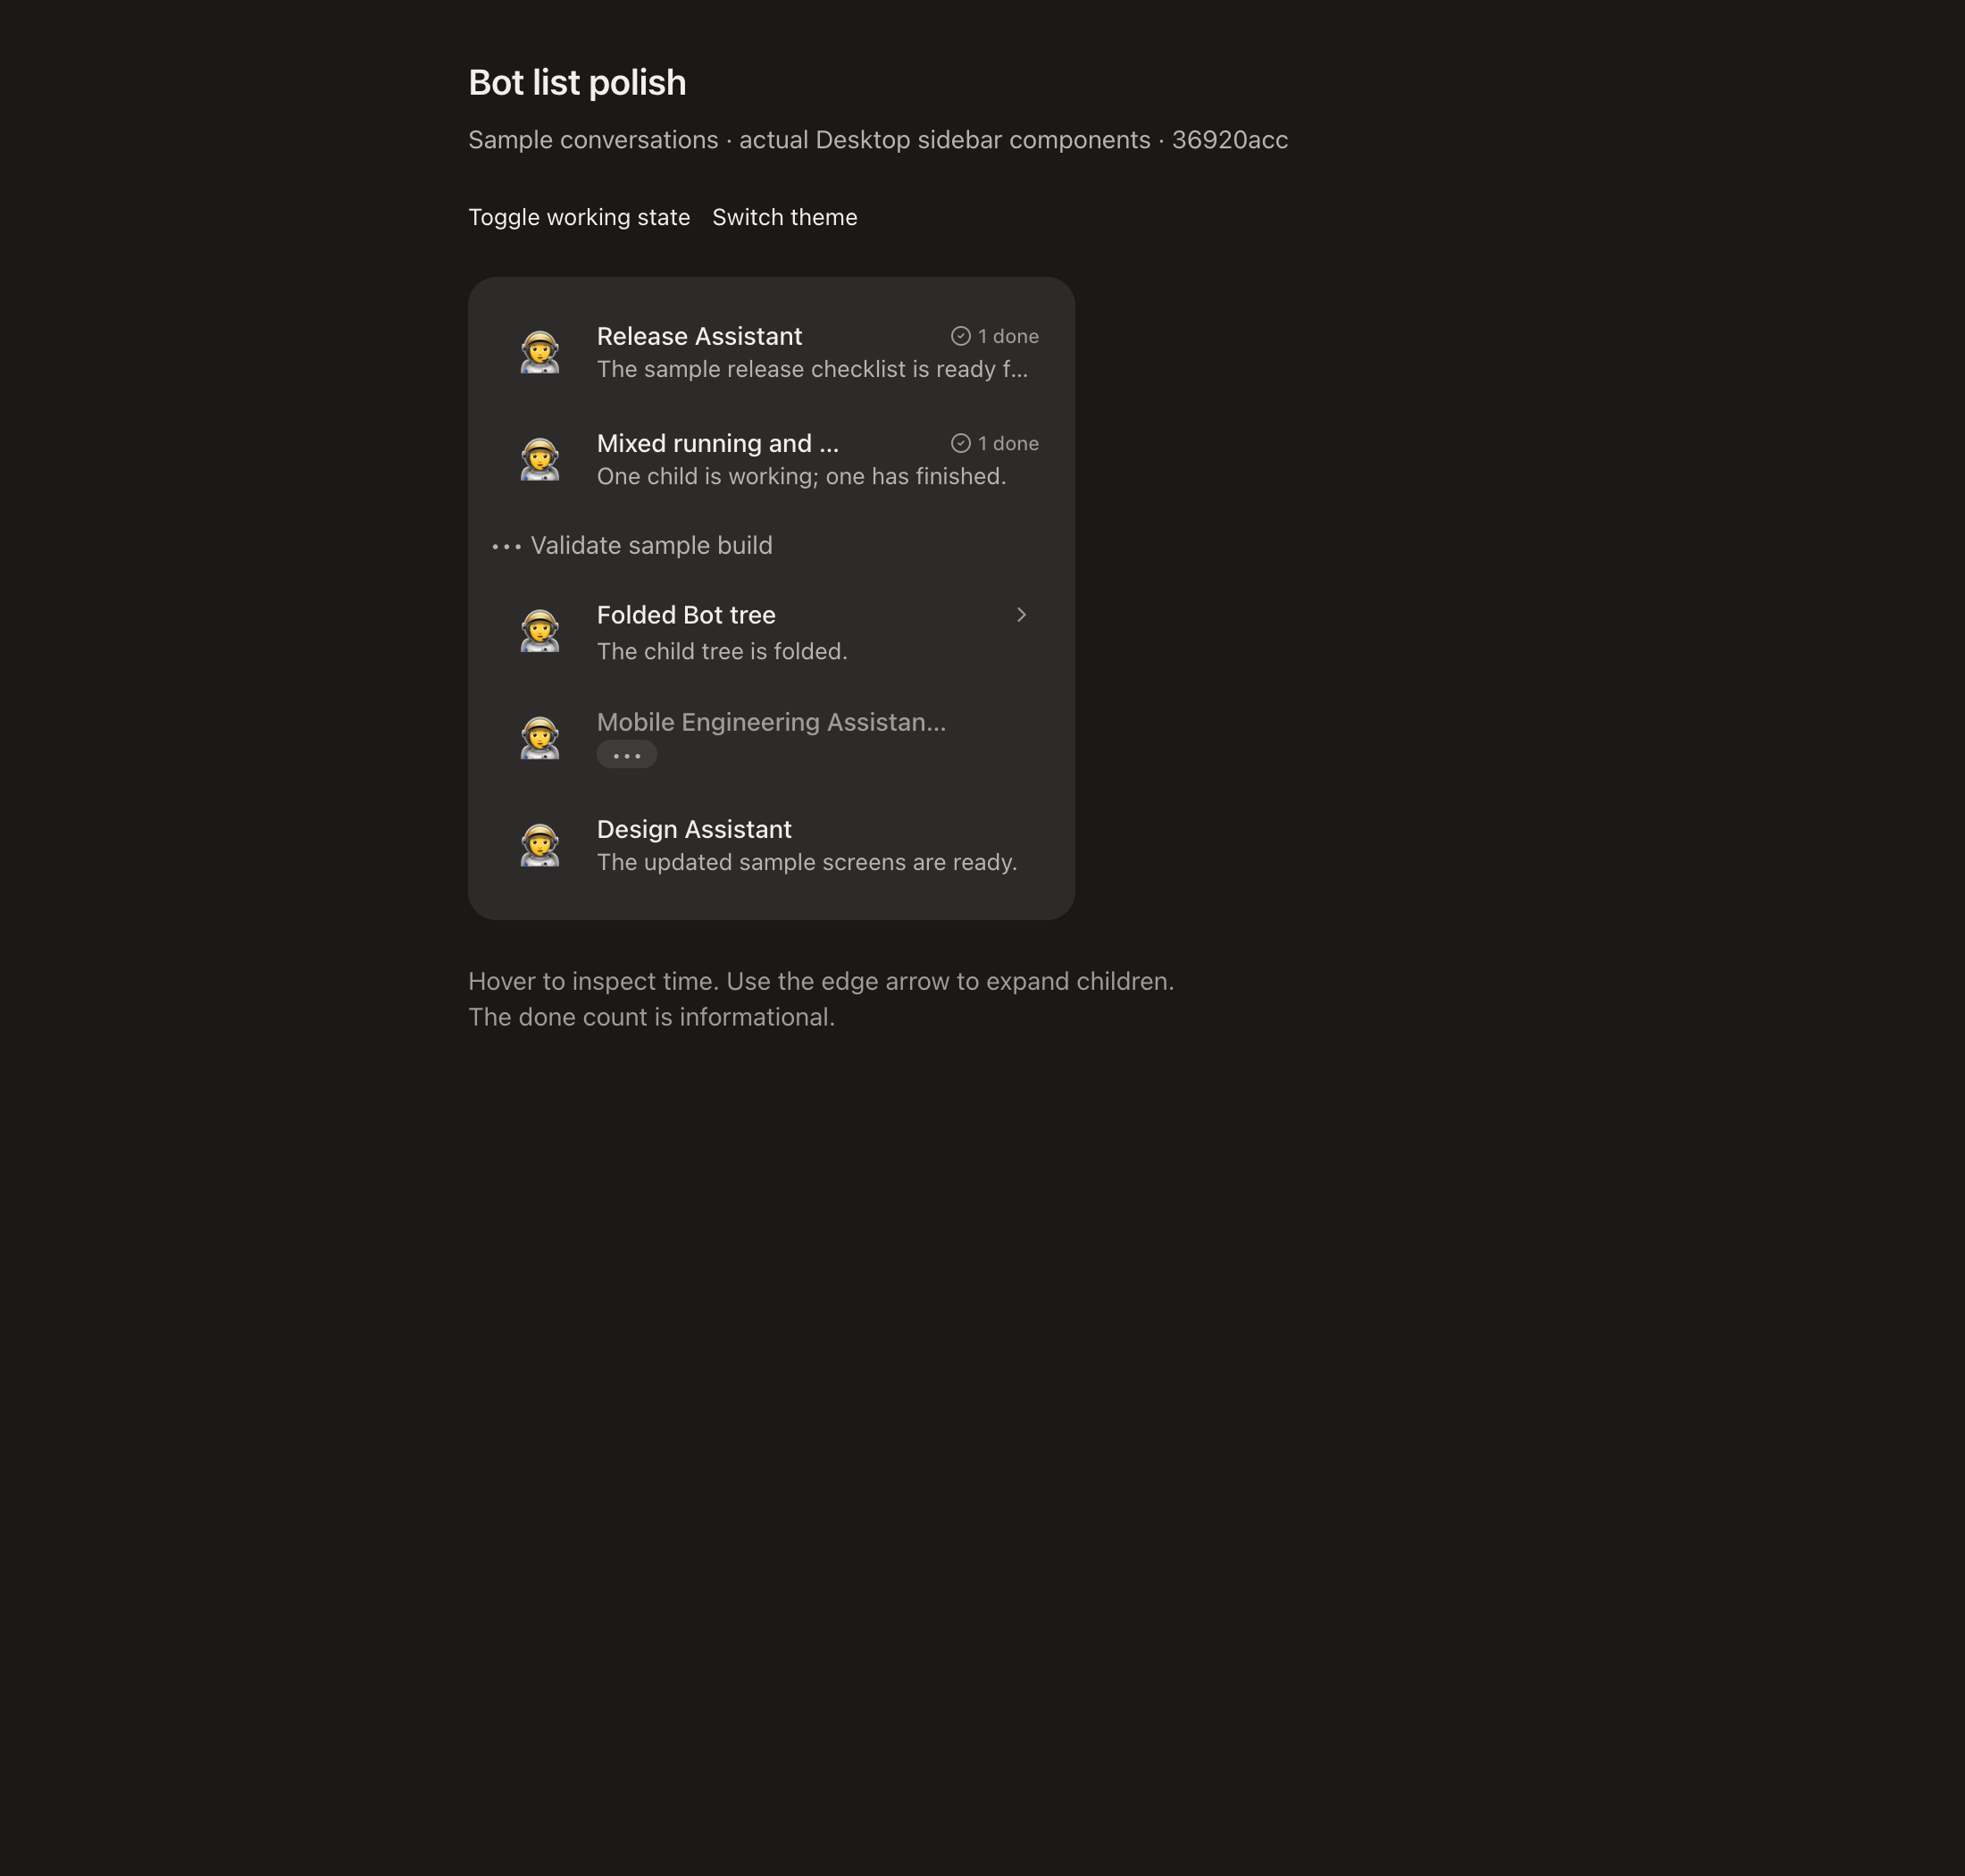 Bot list polish
Sample conversations · actual Desktop sidebar components · 36920acc
Toggle working state Switch theme
Release Assistant 1 done
The sample release checklist is ready f...
Mixed running and ... 1 done
One child is working; one has finished.
... Validate sample build
Folded Bot tree
The child tree is folded.
Mobile Engineering Assistan...
...
Design Assistant
The updated sample screens are ready.
Hover to inspect time. Use the edge arrow to expand children.
The done count is informational.